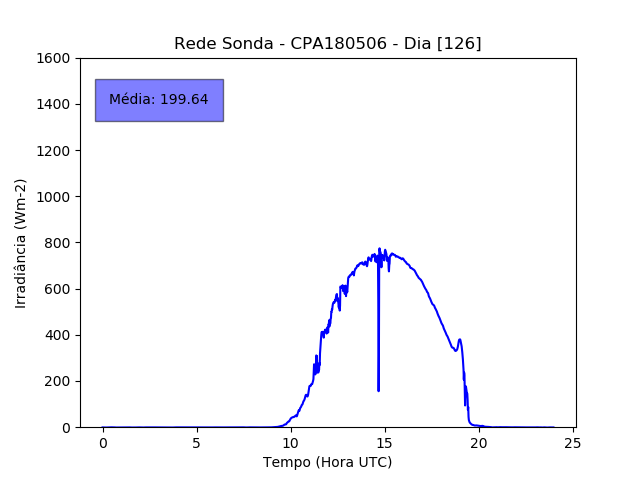 Rede Sonda - CPA180506 - Dia [126]
1600
1400
1200
1000
800
600
400
200
0
Irradiância (Wm-2)
Média: 199.64
0 5 10 15 20 25
Tempo (Hora UTC)